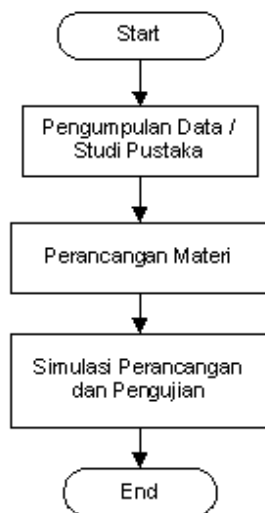 Start
Pengumpulan Data /
Studi Pustaka
Perancangan Materi
Simulasi Perancangan
dan Pengujian
End